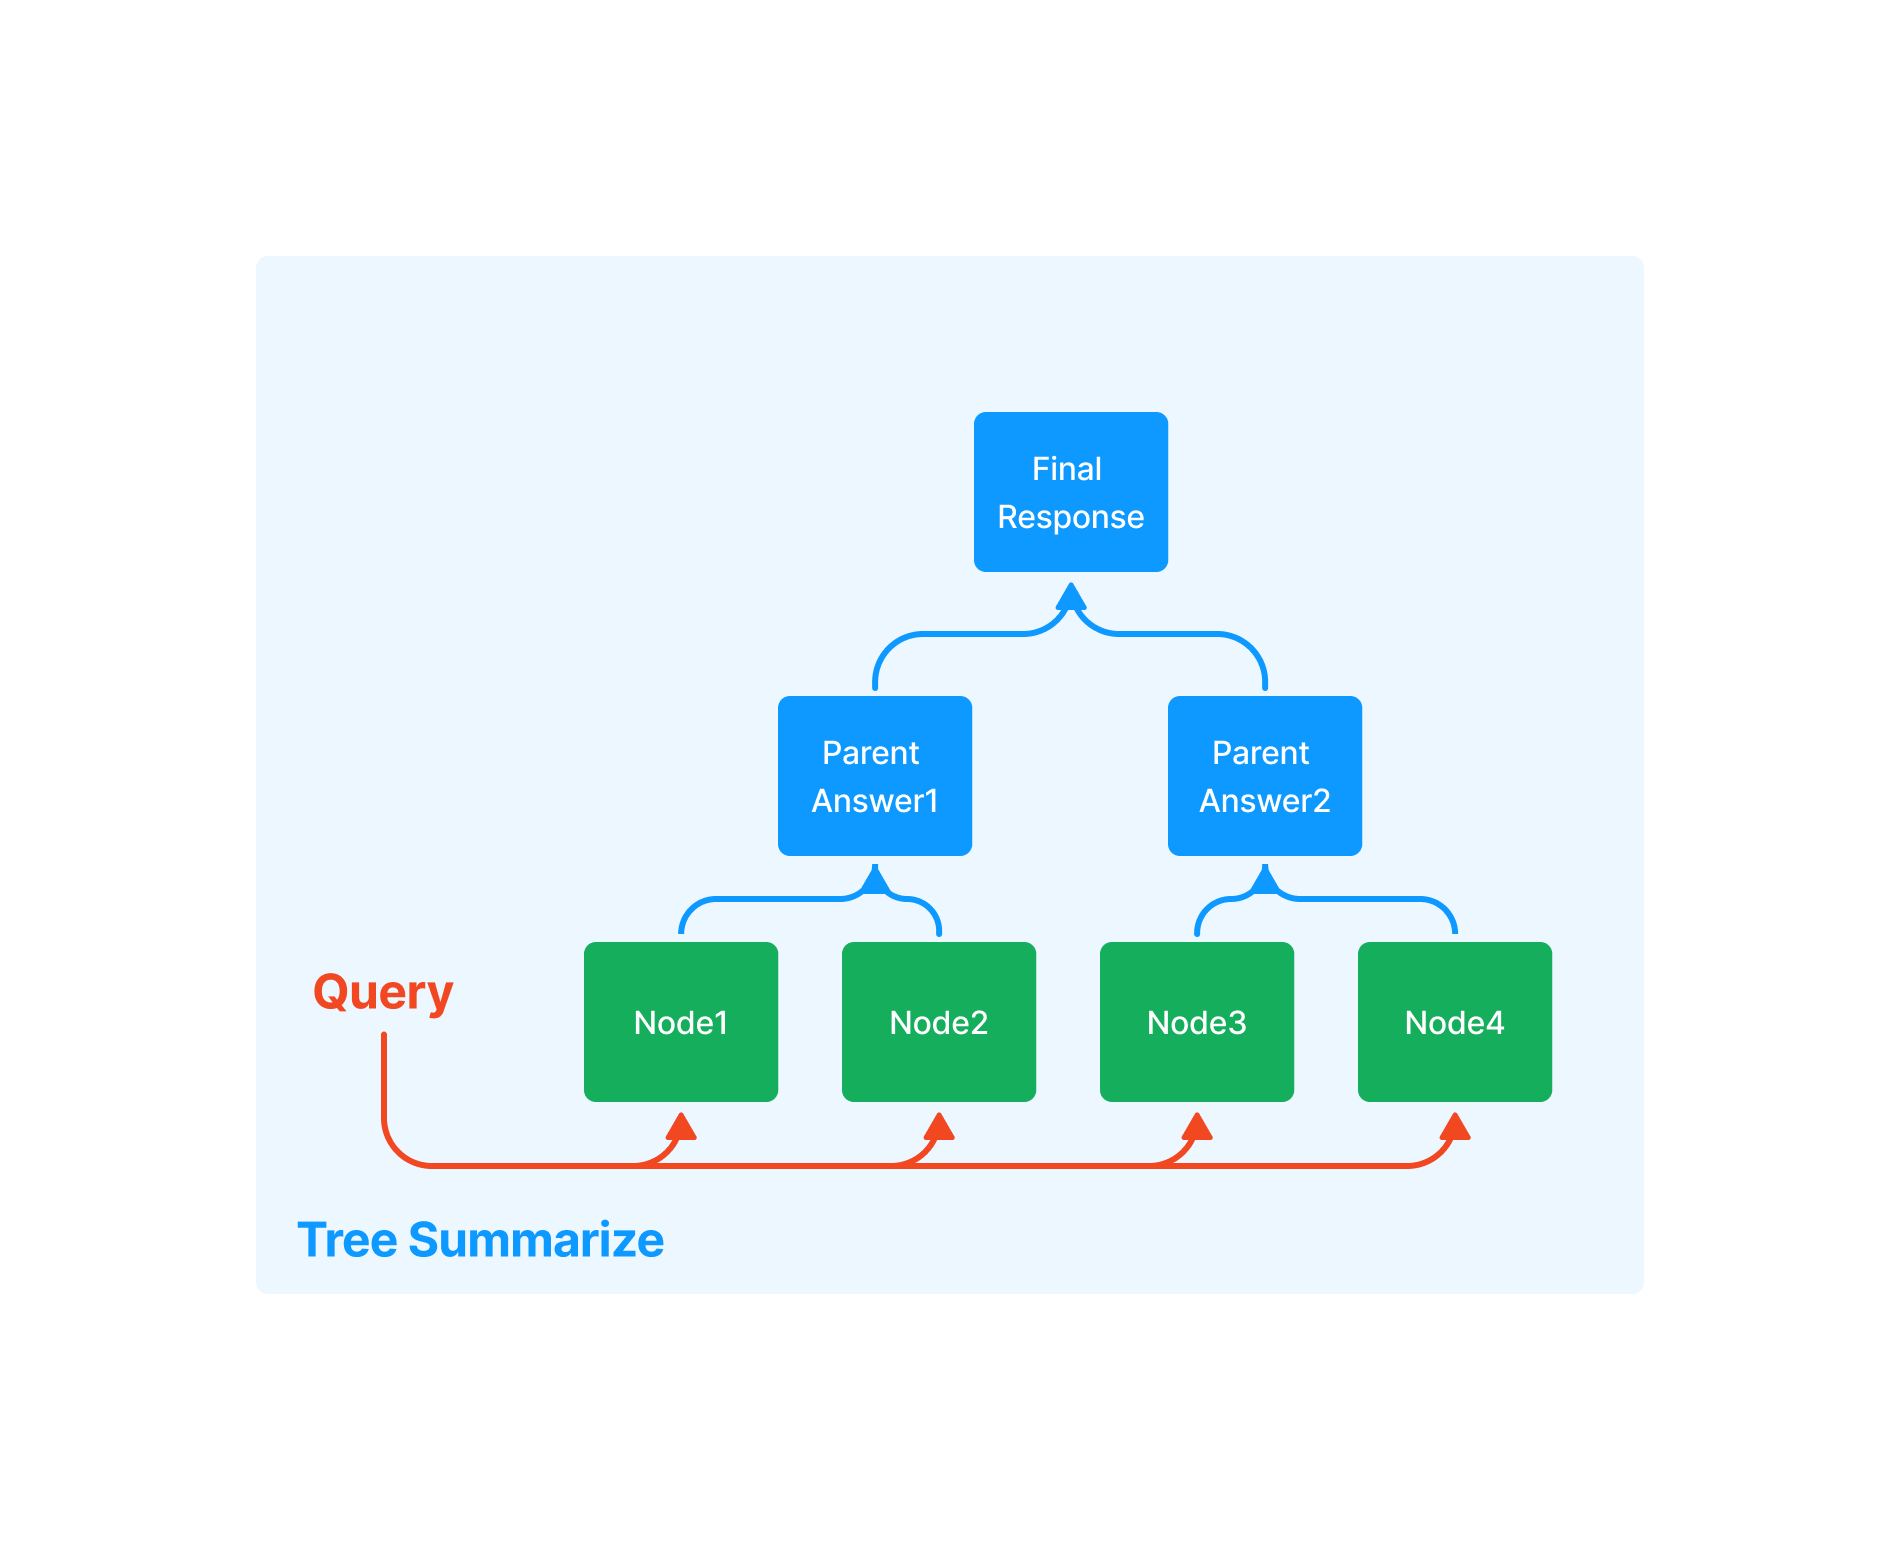 Final
Response
Parent
Answer1
Parent
Answer2
Query
Node1
Node2
Node3
Node4
Tree Summarize